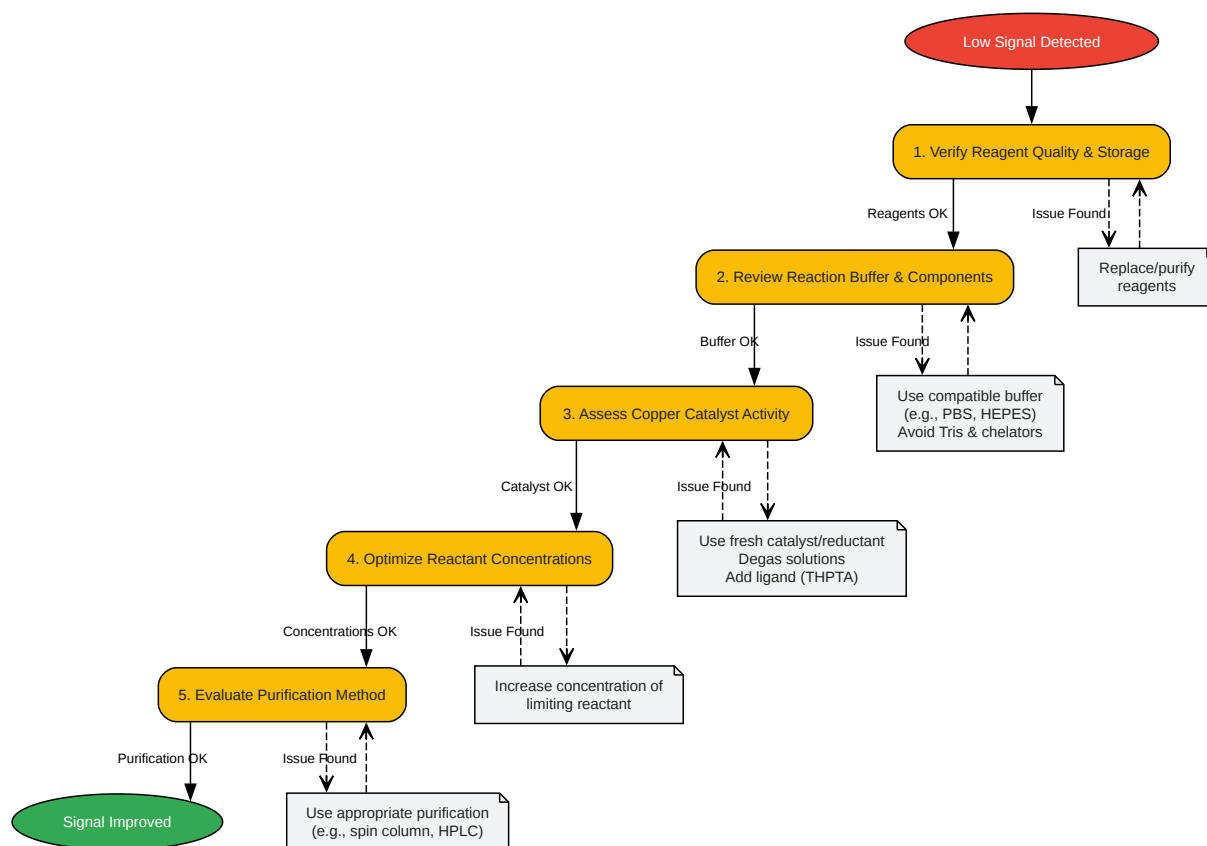 Low Signal Detected
1. Verify Reagent Quality & Storage
Reagents OK
Issue Found
Replace/purify
reagents
2. Review Reaction Buffer & Components
Buffer OK
Issue Found
Use compatible buffer
(e.g., PBS, HEPES)
Avoid Tris & chelators
3. Assess Copper Catalyst Activity
Catalyst OK
Issue Found
Use fresh catalyst/reductant
Degas solutions
Add ligand (THPTA)
4. Optimize Reactant Concentrations
Concentrations OK
Issue Found
Increase concentration of
limiting reactant
5. Evaluate Purification Method
Purification OK
Issue Found
Use appropriate purification
(e.g., spin column, HPLC)
Signal Improved